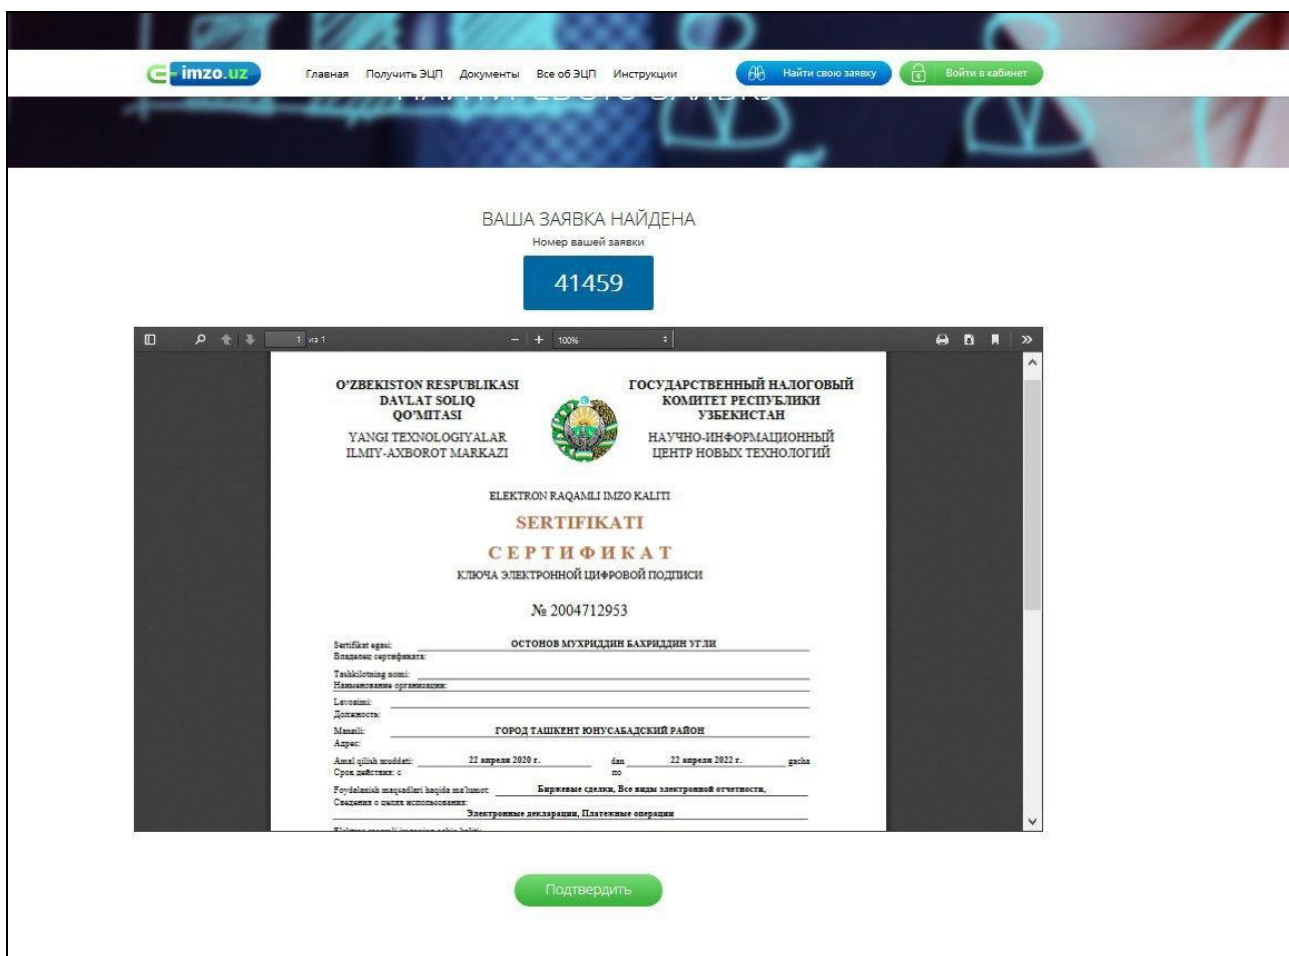 E-imzo.uz
Главная Получить ЭЦП Документы Все об ЭЦП Инструкции Найти свою заявку Войти в кабинет
НАЙТИ СВОЮ ЗАЯВКУ
ВАША ЗАЯВКА НАЙДЕНА
Номер вашей заявки
41459
1 из 1 100%
O'ZBEKISTON RESPUBLIKASI
DAVLAT SOLIQ
QO'MITASI
YANGI TEXNOLOGIYALAR
ILMIY-AXBOROT MARKAZI
ГОСУДАРСТВЕННЫЙ НАЛОГОВЫЙ
КОМИТЕТ РЕСПУБЛИКИ
УЗБЕКИСТАН
НАУЧНО-ИНФОРМАЦИОННЫЙ
ЦЕНТР НОВЫХ ТЕХНОЛОГИЙ
ELEKTRON RAQAMLI IMZO KALITI
SERTIFIKATI
СЕРТИФИКАТ
КЛЮЧА ЭЛЕКТРОННОЙ ЦИФРОВОЙ ПОДПИСИ
№ 2004712953
Sertifikat egasi: ОСТОНОВ МУХРИДДИН БАХРИДДИН УГЛИ
Владелец сертификата:
Tashkilotning nomi:
Наименование организации:
Lavozimi:
Должность:
Manzili: ГОРОД ТАШКЕНТ ЮНУСАБАДСКИЙ РАЙОН
Адрес:
Amal qilish muddati: 22 апреля 2020 г. dan 22 апреля 2022 г. gacha
Срок действия: с по
Foydalanish maqsadlari haqida ma'lumot: Биржевые сделки, Все виды электронной отчетности,
Сведения о целях использования:
Электронные декларации, Платежные операции
Подтвердить